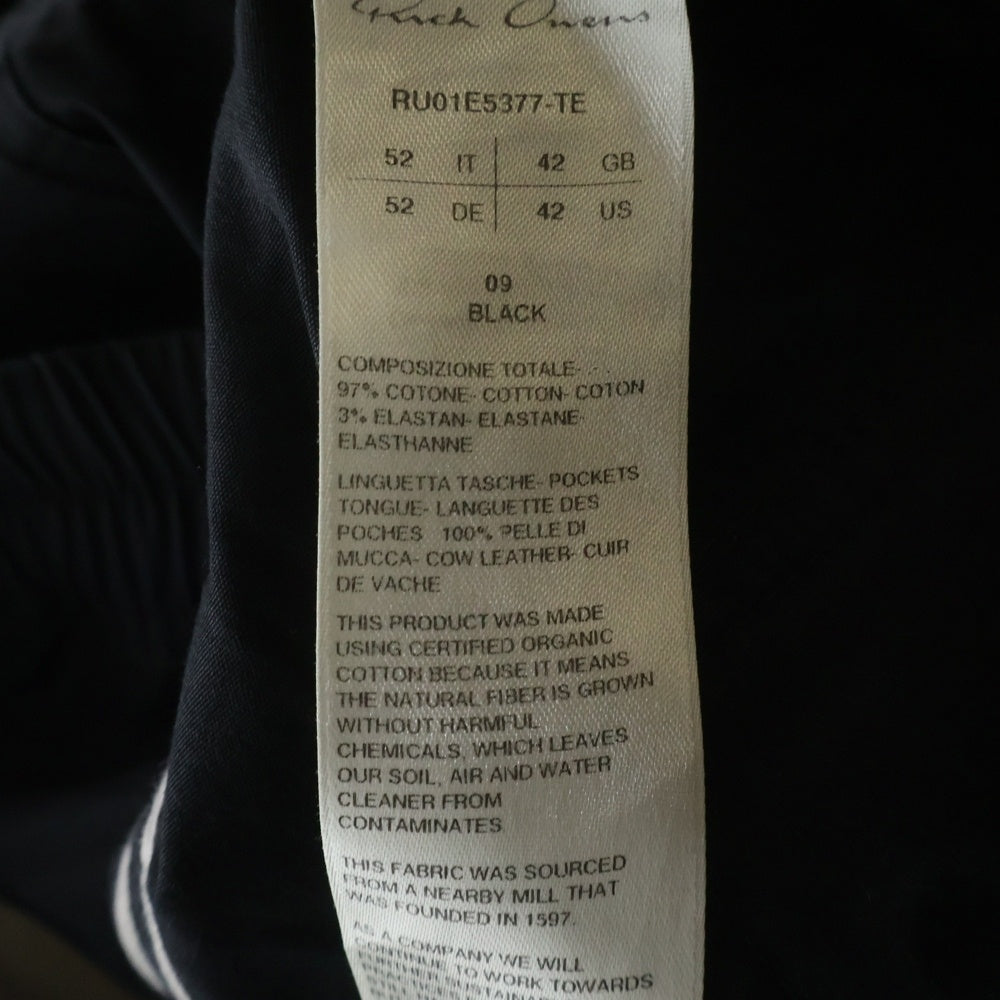 Rick Owens
RU01E5377-TE
52 IT 42 GB
52 DE 42 US
09
BLACK
COMPOSIZIONE TOTALE-
97% COTONE- COTTON- COTON
3% ELASTAN- ELASTANE-
ELASTHANNE
LINGUETTA TASCHE- POCKETS
TONGUE- LANGUETTE DES
POCHES 100% PELLE DI
MUCCA- COW LEATHER- CUIR
DE VACHE
THIS PRODUCT WAS MADE
USING CERTIFIED ORGANIC
COTTON BECAUSE IT MEANS
THE NATURAL FIBER IS GROWN
WITHOUT HARMFUL
CHEMICALS, WHICH LEAVES
OUR SOIL, AIR AND WATER
CLEANER FROM
CONTAMINATES
THIS FABRIC WAS SOURCED
FROM A NEARBY MILL THAT
WAS FOUNDED IN 1597.
AS A COMPANY WE WILL
CONTINUE TO WORK TOWARDS